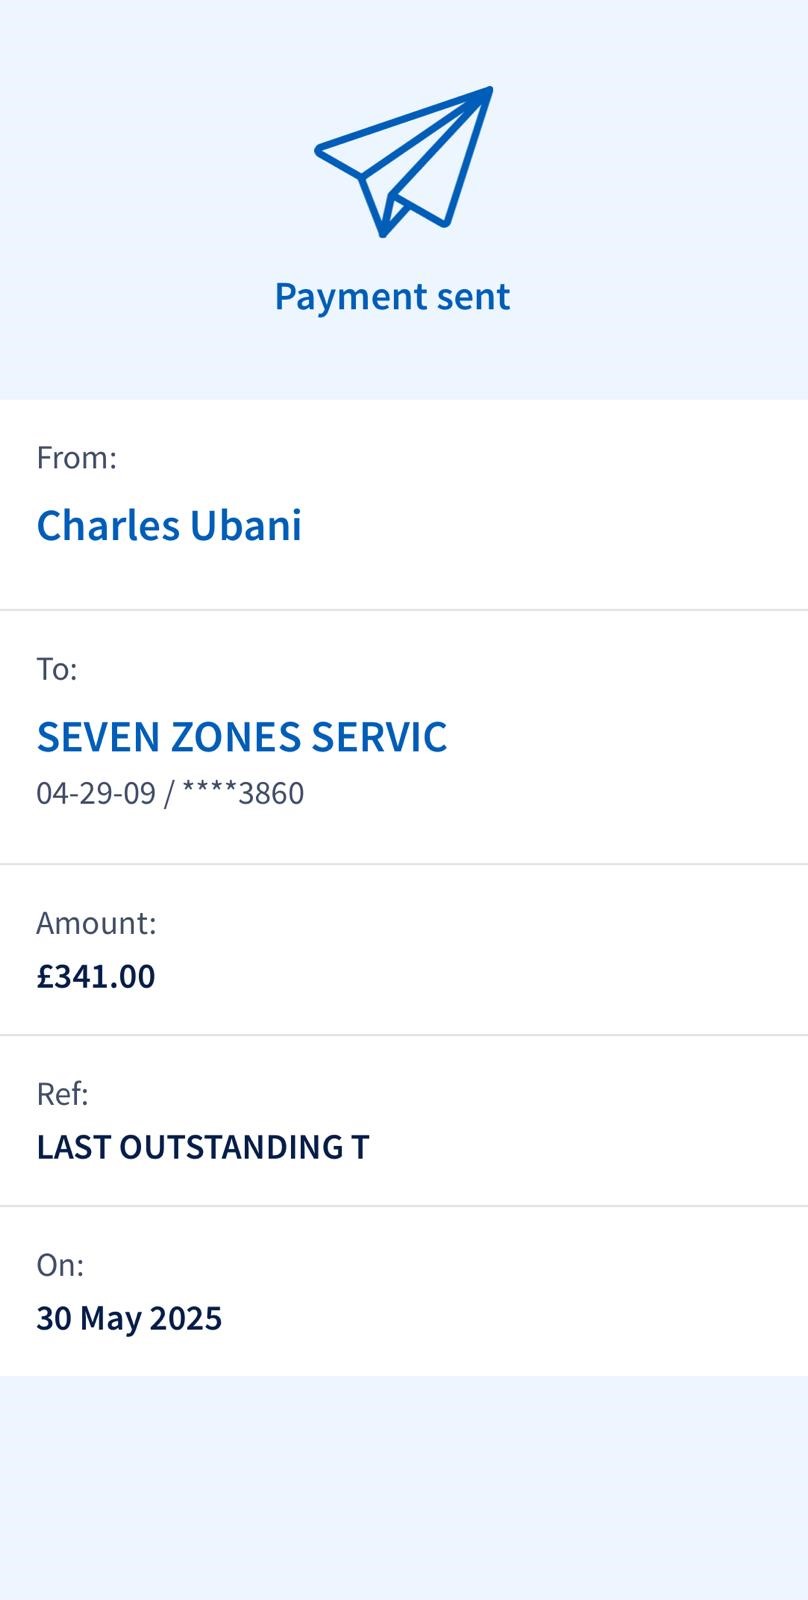 Payment sent
From:
Charles Ubani
To:
SEVEN ZONES SERVIC
04-29-09 / ****3860
Amount:
£341.00
Ref:
LAST OUTSTANDING T
On:
30 May 2025